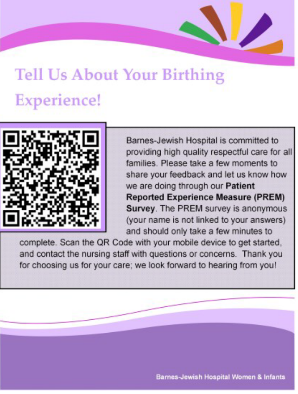 Tell Us About Your Birthing
Experience!
Barnes-Jewish Hospital is committed to
providing high quality respectful care for all
families. Please take a few moments to
share your feedback and let us know how
we are doing through our Patient
Reported Experience Measure (PREM)
Survey. The PREM survey is anonymous
(your name is not linked to your answers)
and should only take a few minutes to
complete. Scan the QR Code with your mobile device to get started,
and contact the nursing staff with questions or concerns. Thank you
for choosing us for your care; we look forward to hearing from you!
Barnes-Jewish Hospital Women & Infants